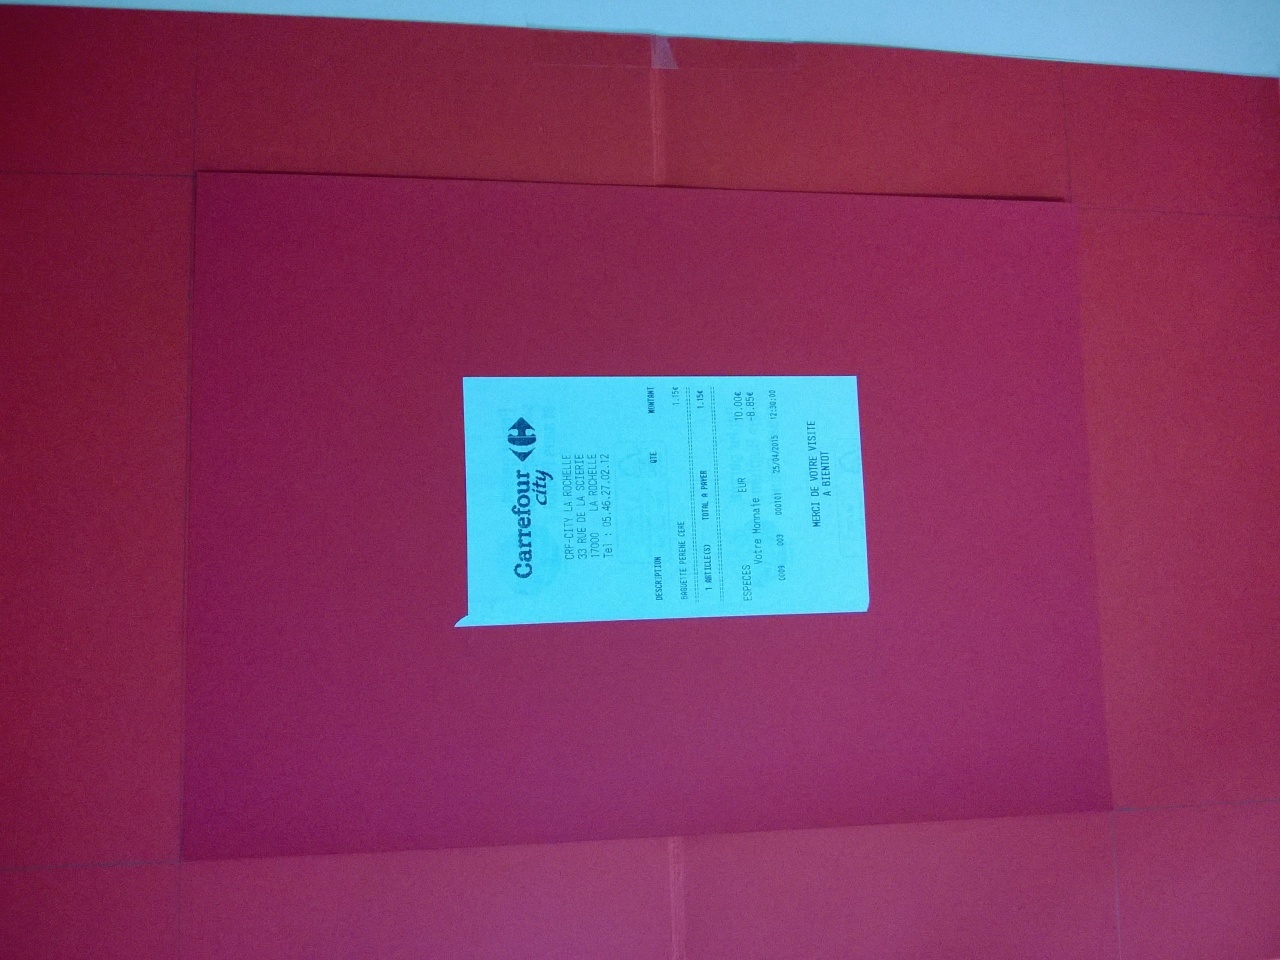 Carrefour
city
CRF-CITY LA ROCHELLE
33 RUE DE LA SCIERIE
17000 LA ROCHELLE
Tel : 05.46.27.02.12
DESCRIPTION QTE MONTANT
BAGUETTE PERENE CERE 1.15€
1 ARTICLE(S) TOTAL A PAYER 1.15€
ESPECES EUR 10.00€
Votre Monnaie -8.85€
0009 003 000101 25/04/2015 12:30:00
MERCI DE VOTRE VISITE
A BIENTOT